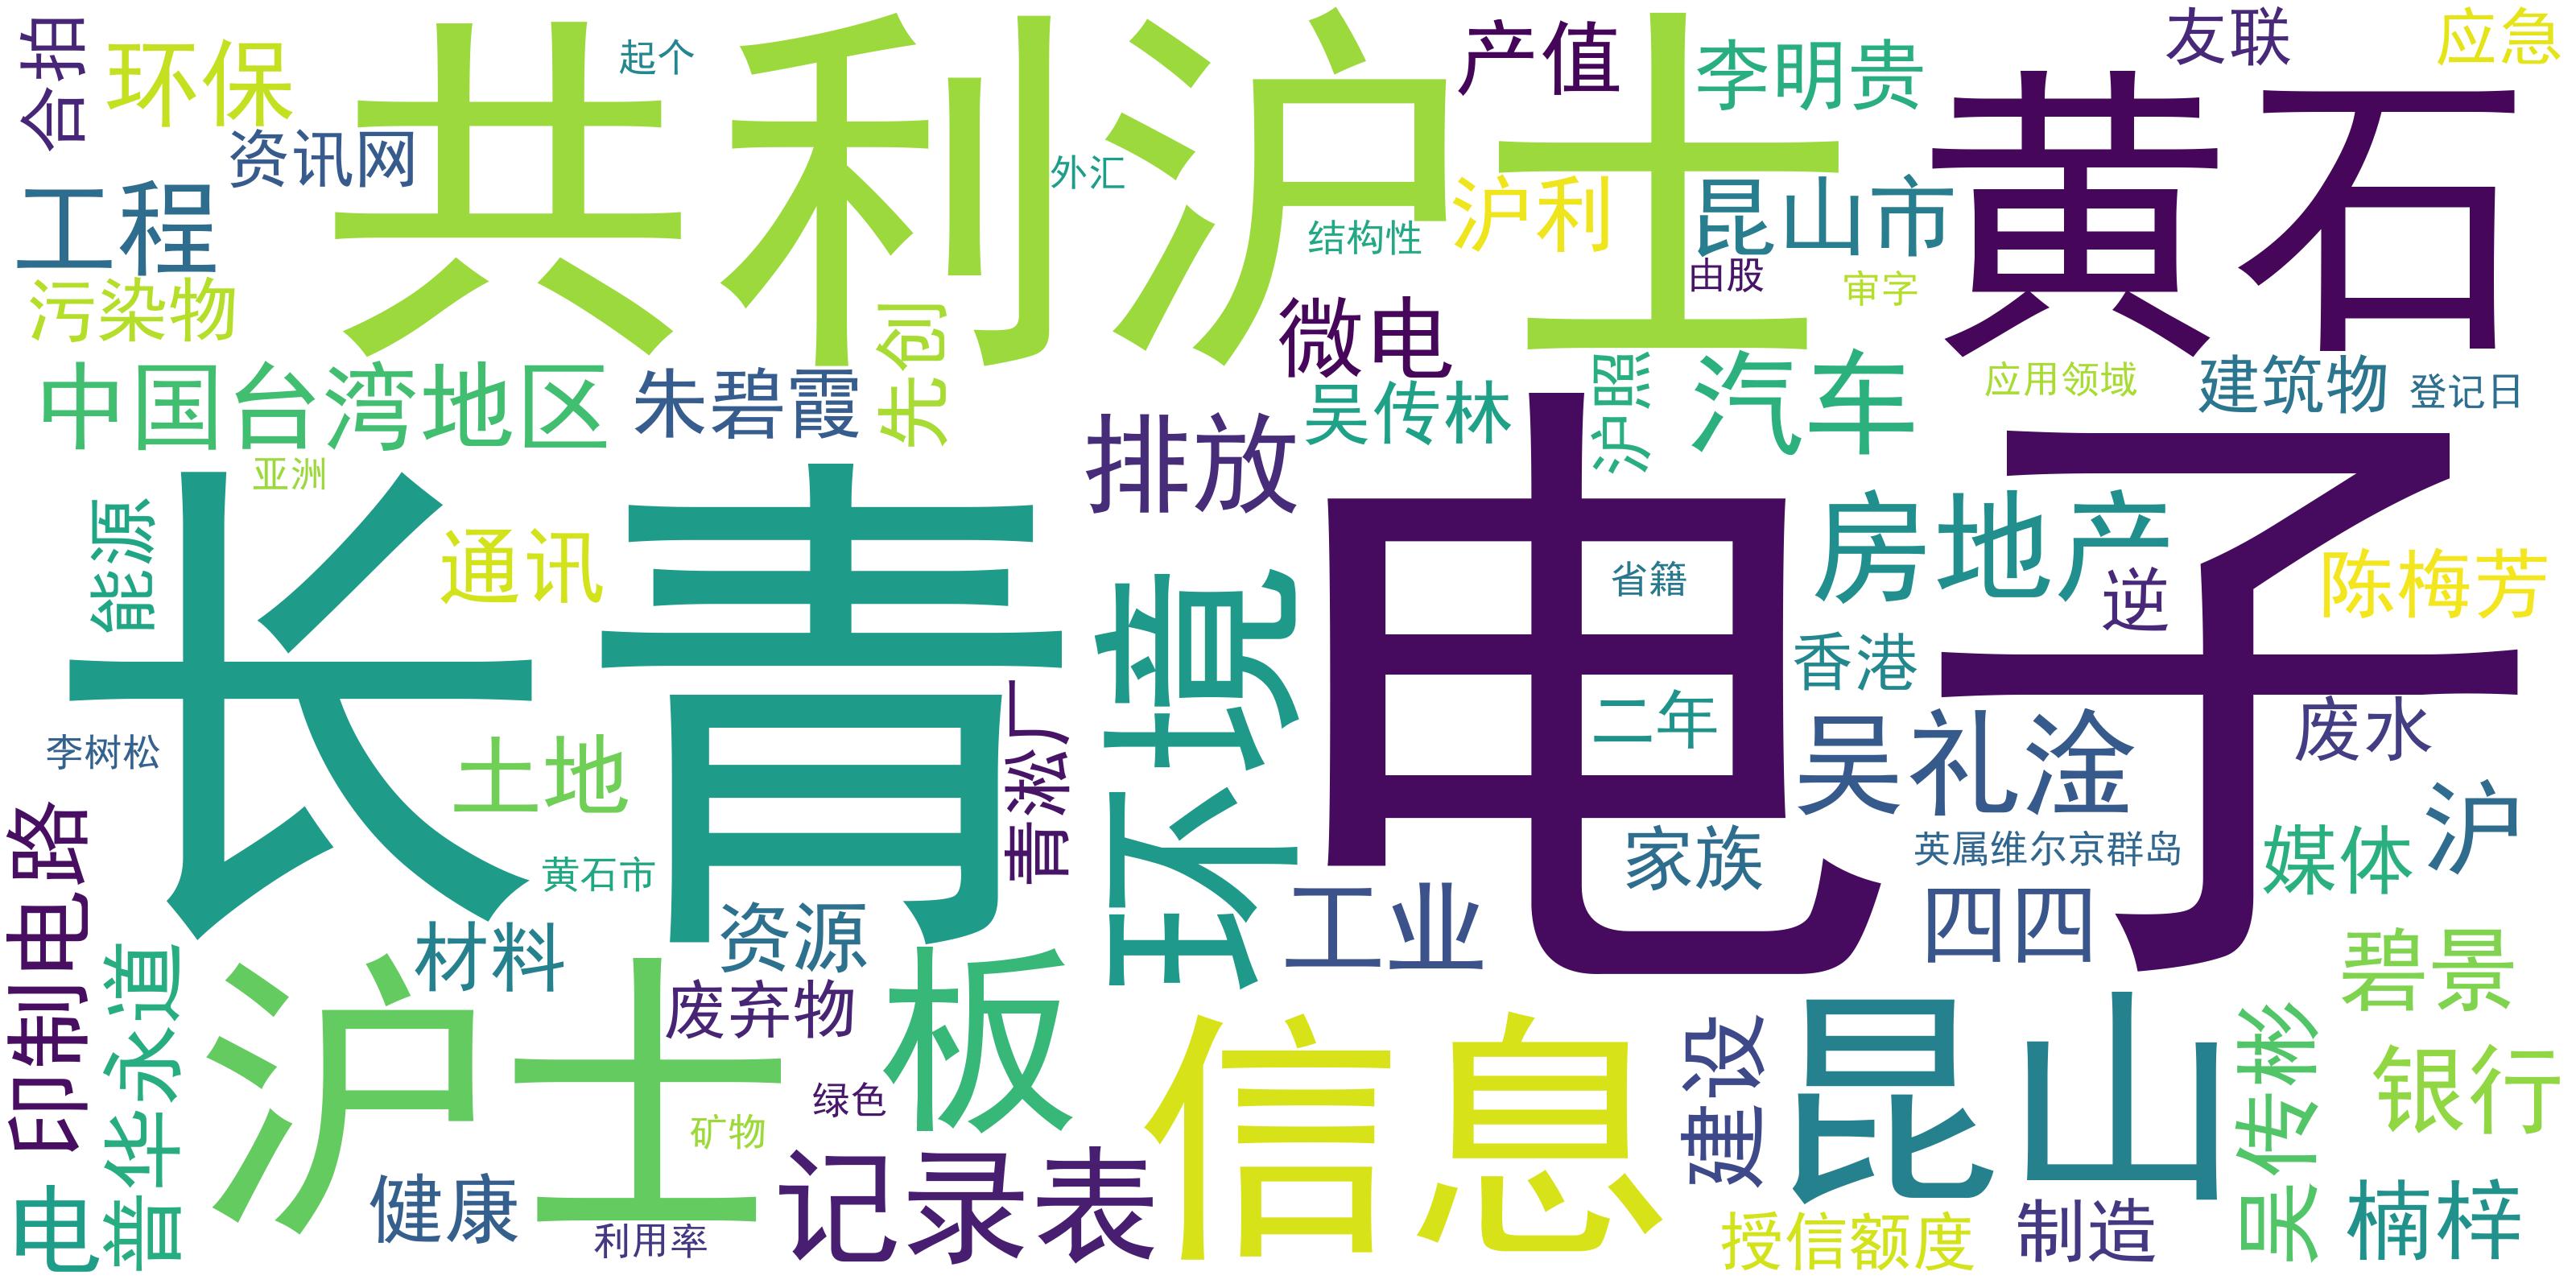 合拍
环保
起个
共利沪士
产值
李明贵
友联
应急
黄石
资讯网
外汇
工程
沪利
昆山市
结构性
由股
审字
污染物
先创
微电
中国台湾地区
朱碧霞
吴传林
沪照
汽车
应用领域
建筑物
登记日
亚洲
排放
电子
长青
能源
通讯
环境
省籍
房地产
逆
陈梅芳
香港
二年
青淞厂
土地
李树松
吴礼淦
废水
沪
印制电路
黄石市
家族
英属维尔京群岛
媒体
资源
材料
工业
四四
碧景
普华永道
沪士
废弃物
板
信息
昆山
建设
吴传彬
银行
绿色
矿物
电
健康
利用率
记录表
授信额度
制造
楠梓